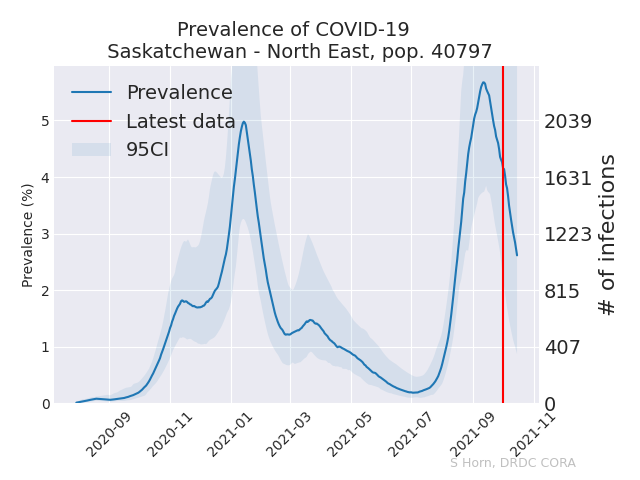 Prevalence of COVID-19
Saskatchewan - North East, pop. 40797
Prevalence
Latest data
95CI
Prevalence (%)
5
4
3
2
1
0
2039
1631
1223
815
407
0
# of infections
2020-09
2020-11
2021-01
2021-03
2021-05
2021-07
2021-09
2021-11
S Horn, DRDC CORA